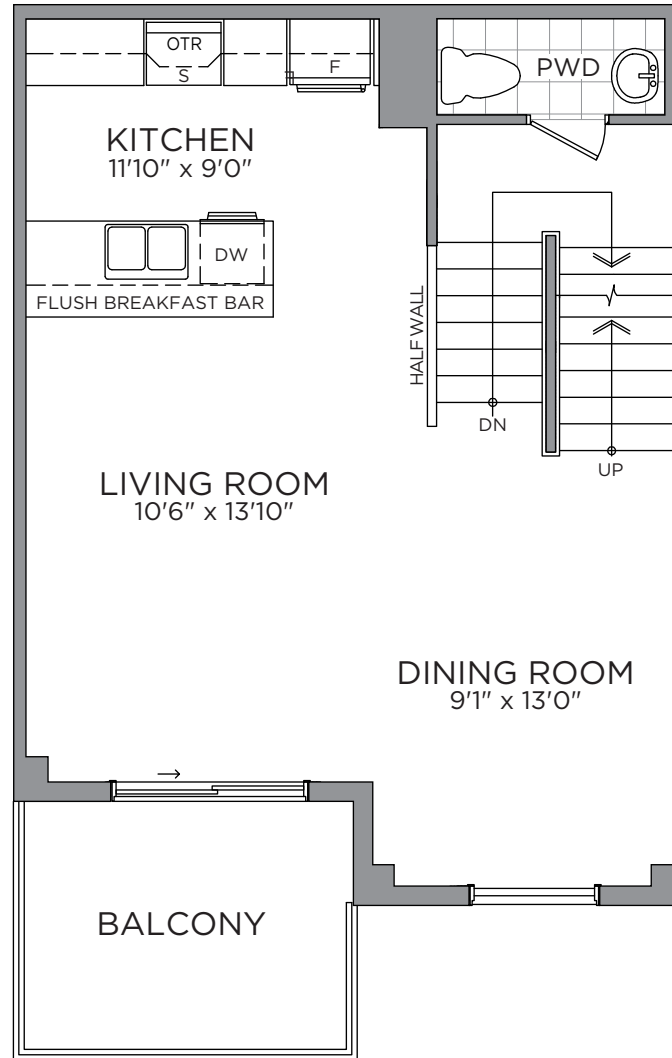 OTR
S
F
PWD
KITCHEN
11'10" x 9'0"
DW
FLUSH BREAKFAST BAR
HALF WALL
DN
UP
LIVING ROOM
10'6" x 13'10"
DINING ROOM
9'1" x 13'0"
BALCONY